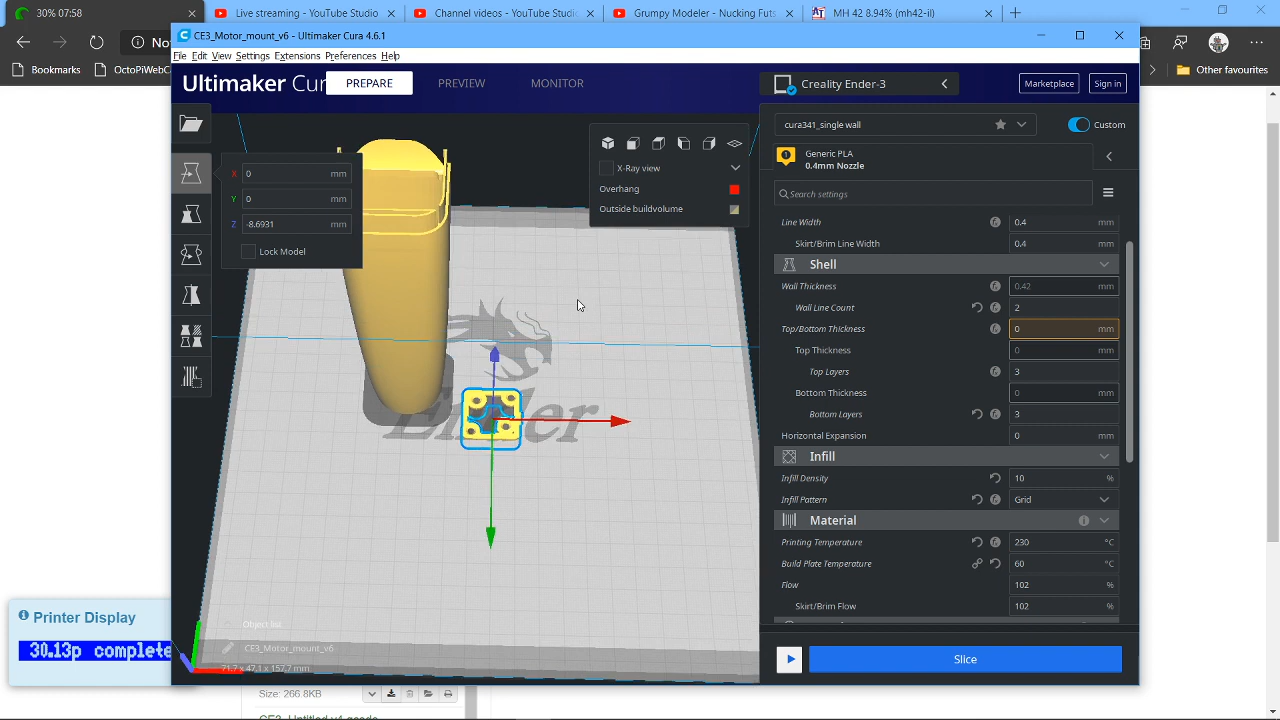 30% 07:58
Live streaming - YouTube Studio
Channel videos - YouTube Studio
Grumpy Modeler - Nucking Futs
MH 42 8.94% (mh42-ii)
CE3_Motor_mount_v6 - Ultimaker Cura 4.6.1
Bookmarks
OctoPiWebC
Other favourites
File Edit View Settings Extensions Preferences Help
Ultimaker Cur
PREPARE
PREVIEW
MONITOR
Creality Ender-3
Marketplace
Sign in
cura341_single wall
Custom
1
Generic PLA
0.4mm Nozzle
Search settings
X 0 mm
Y 0 mm
Z -8.6931 mm
Lock Model
X-Ray view
Overhang
Outside buildvolume
Line Width 0.4 mm
Skirt/Brim Line Width 0.4 mm
Shell
Wall Thickness 0.42 mm
Wall Line Count 2
Top/Bottom Thickness 0 mm
Top Thickness 0 mm
Top Layers 3
Bottom Thickness 0 mm
Bottom Layers 3
Horizontal Expansion 0 mm
Infill
Infill Density 10 %
Infill Pattern Grid
Material
Printing Temperature 230 °C
Build Plate Temperature 60 °C
Flow 102 %
Skirt/Brim Flow 102 %
Ender
Object list
CE3_Motor_mount_v6
71.7 x 47.1 x 157.7 mm
Slice
Printer Display
30.13p complete
Size: 266.8KB
CE3_Untitled v4.gcode